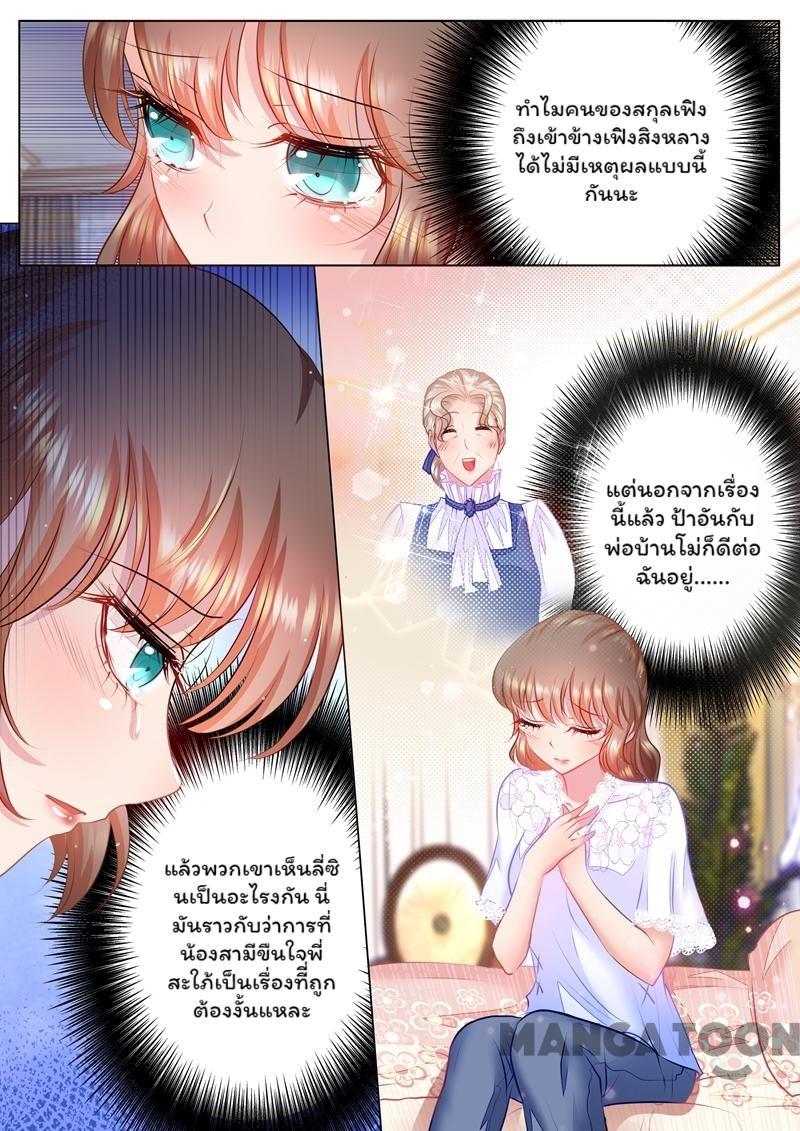 ทำไมคนของสกุลเฟิง
ถึงเข้าข้างเฟิงสิงหลาง
ได้ไม่มีเหตุผลแบบนี้
กันนะ
แต่นอกจากเรื่อง
นี้แล้ว ป้าอันกับ
พ่อบ้านโม่ก็ดีต่อ
ฉันอยู่......
แล้วพวกเขาเห็นลี่ซิ
นเป็นอะไรงกัน นี่
มันราวกับว่าการที่
น้องสามีขืนใจพี่
สะใภ้เป็นเรื่องที่ถูก
ต้องงั้นแหละ
MANGATOON